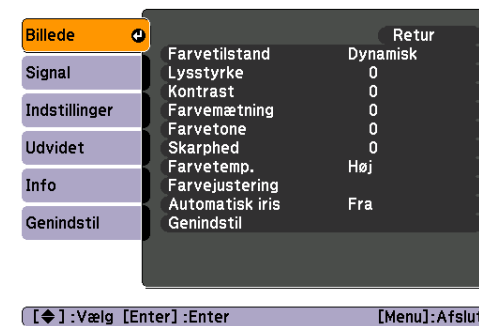 Billede
Signal
Indstillinger
Udvidet
Info
Genindstil
Retur
Farvetilstand Dynamisk
Lysstyrke 0
Kontrast 0
Farvemætning 0
Farvetone 0
Skarphed 0
Farvetemp. Høj
Farvejustering
Automatisk iris Fra
Genindstil
[◆] :Vælg [Enter] :Enter [Menu]:Afslut